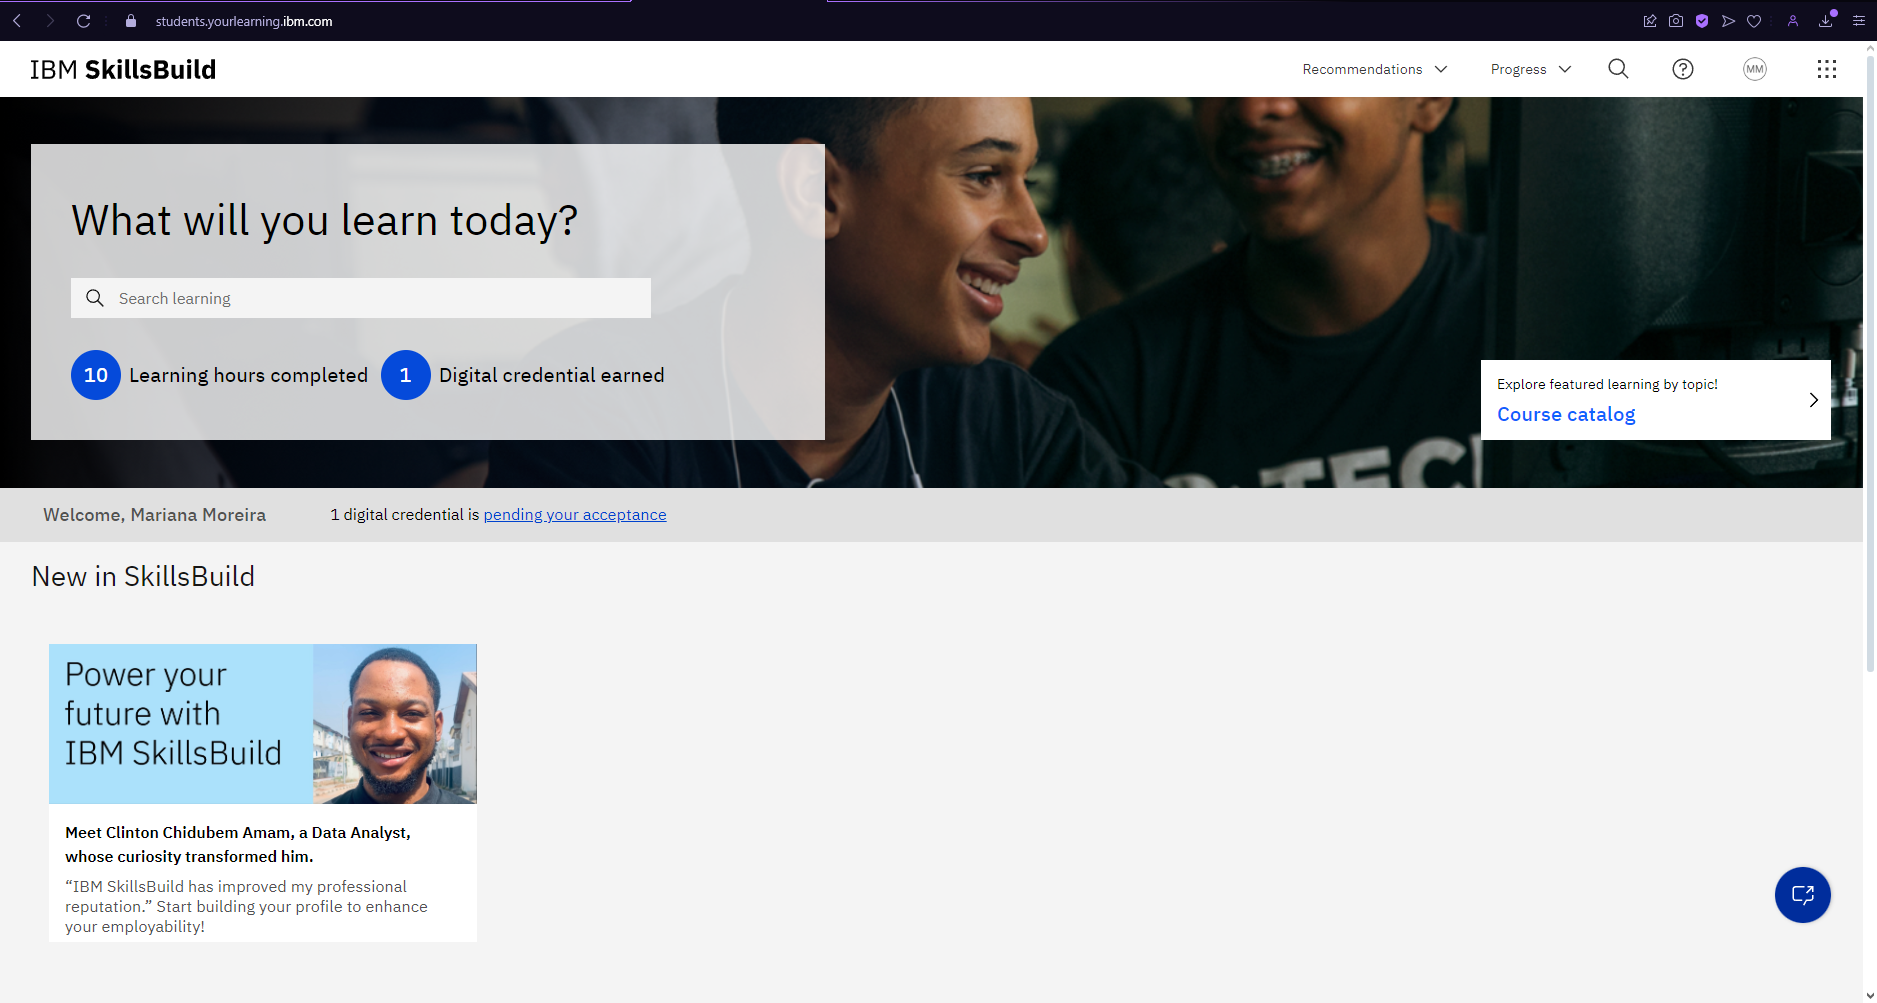 students.yourlearning.ibm.com
IBM SkillsBuild
Recommendations
Progress
MM
What will you learn today?
Search learning
10 Learning hours completed
1 Digital credential earned
Explore featured learning by topic!
Course catalog
TECH
Welcome, Mariana Moreira
1 digital credential is pending your acceptance
New in SkillsBuild
Power your
future with
IBM SkillsBuild
Meet Clinton Chidubem Amam, a Data Analyst,
whose curiosity transformed him.
“IBM SkillsBuild has improved my professional
reputation.” Start building your profile to enhance
your employability!